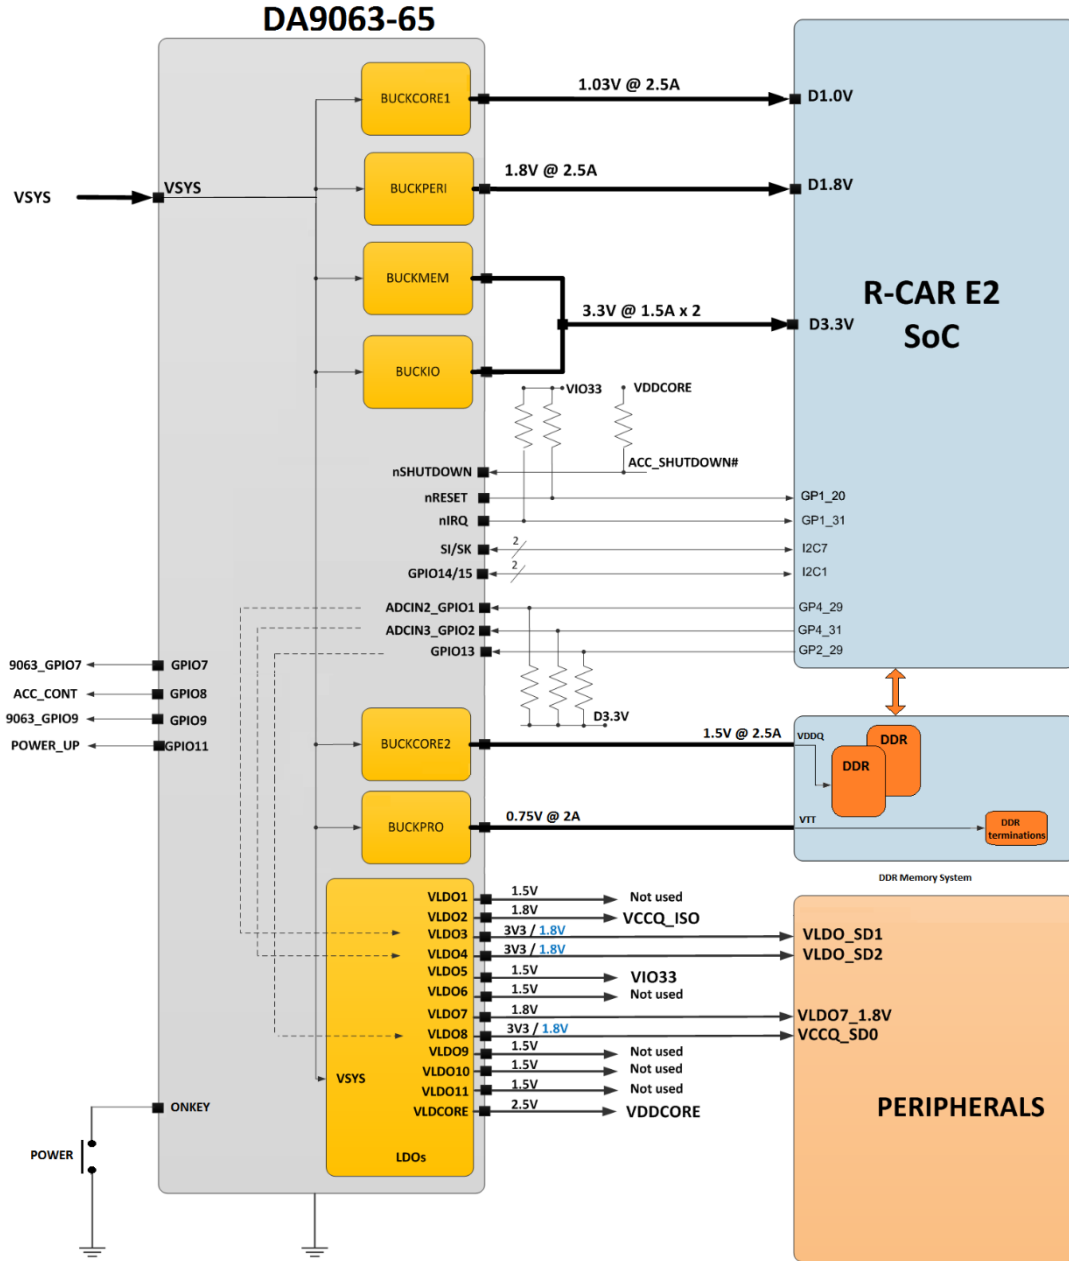 DA9063-65
BUCKCORE1
1.03V @ 2.5A
D1.0V
BUCKPERI
1.8V @ 2.5A
D1.8V
VSYS
VSYS
BUCKMEM
3.3V @ 1.5A x 2
D3.3V
R-CAR E2
SoC
BUCKIO
VIO33
VDDCORE
ACC_SHUTDOWN#
nSHUTDOWN
nRESET
GP1_20
nIRQ
GP1_31
SI/SK
2
I2C7
GPIO14/15
2
I2C1
ADCIN2_GPIO1
GP4_29
ADCIN3_GPIO2
GP4_31
GPIO13
GP2_29
9063_GPIO7
GPIO7
ACC_CONT
GPIO8
9063_GPIO9
GPIO9
POWER_UP
GPIO11
D3.3V
BUCKCORE2
1.5V @ 2.5A
VDDQ
DDR
DDR
BUCKPRO
0.75V @ 2A
VTT
DDR
terminations
DDR Memory System
VLDO1
1.5V
Not used
VLDO2
1.8V
VCCQ_ISO
VLDO3
3V3 / 1.8V
VLDO_SD1
VLDO4
3V3 / 1.8V
VLDO_SD2
VLDO5
1.5V
VIO33
VLDO6
1.5V
Not used
VLDO7
1.8V
VLDO7_1.8V
VLDO8
3V3 / 1.8V
VCCQ_SD0
VLDO9
1.5V
Not used
VLDO10
1.5V
Not used
VLDO11
1.5V
Not used
VLDCORE
2.5V
VDDCORE
VSYS
LDOs
PERIPHERALS
ONKEY
POWER